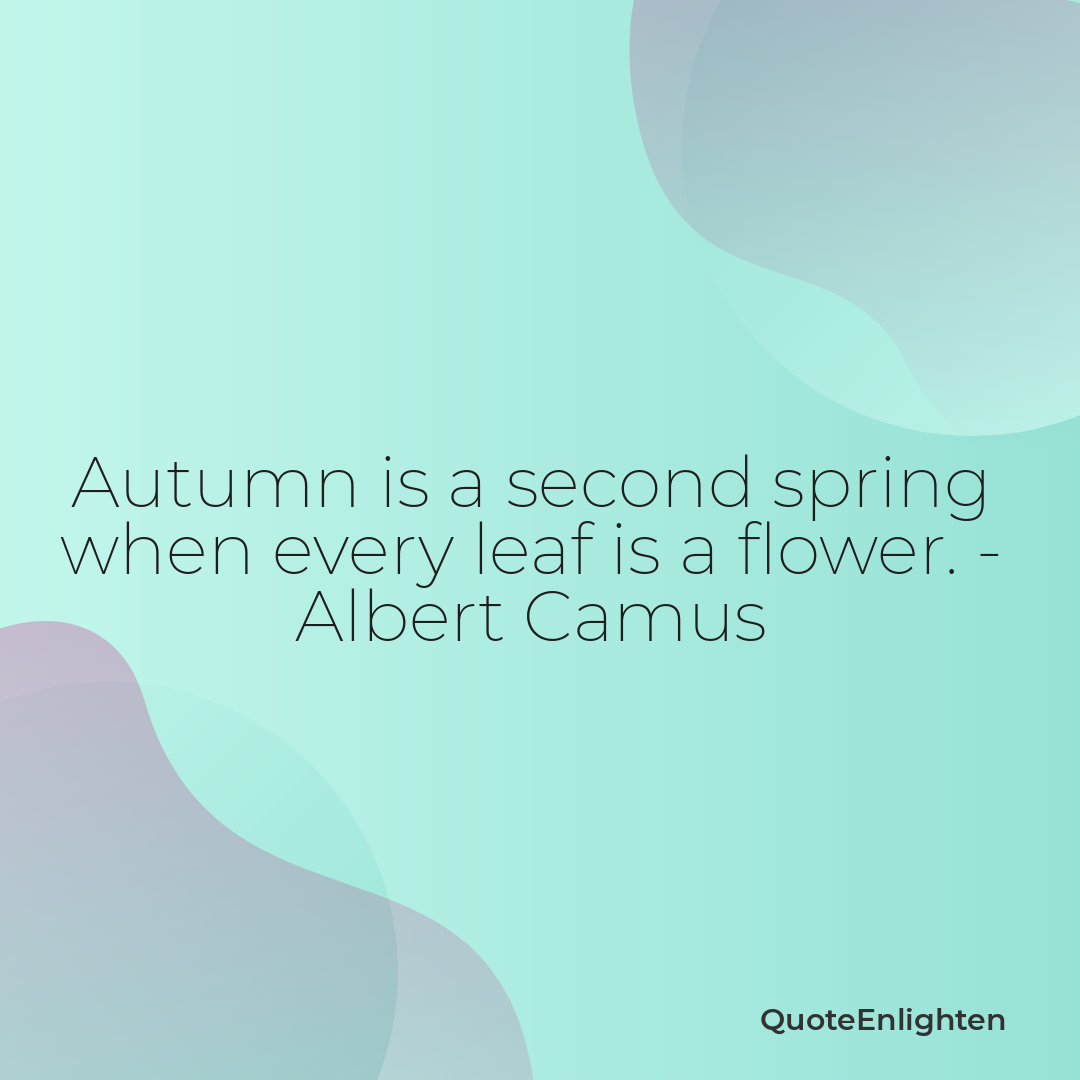 Autumn is a second spring
when every leaf is a flower. -
Albert Camus
QuoteEnlighten